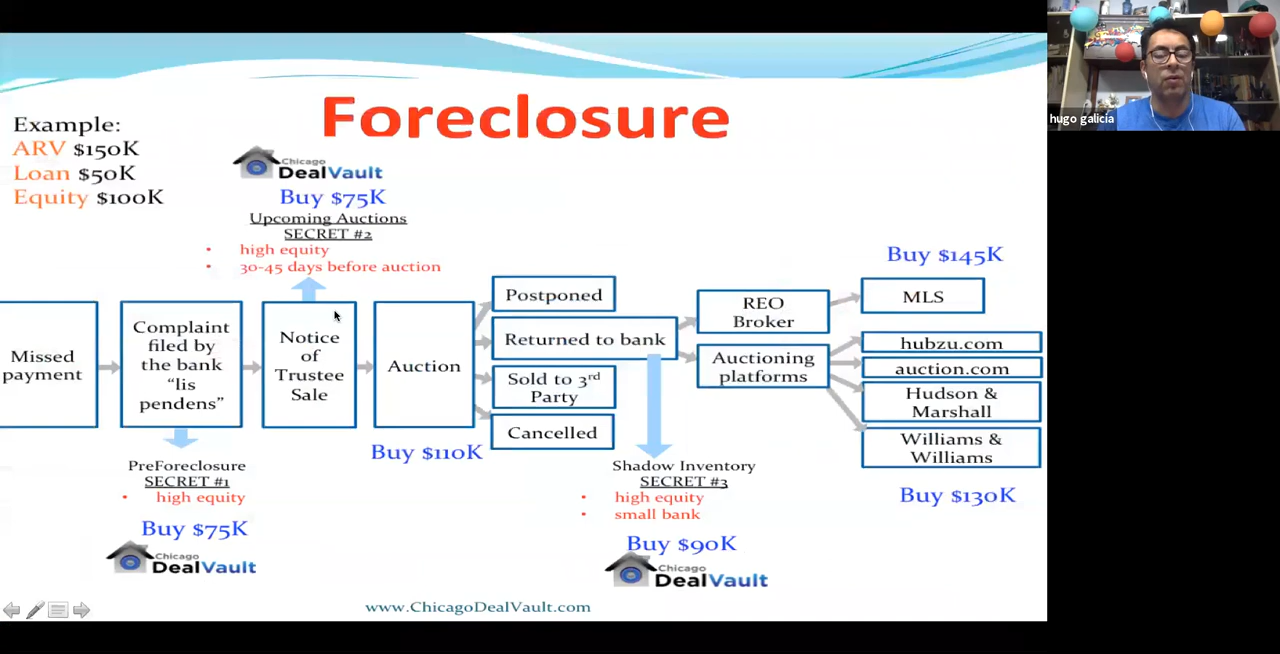 Foreclosure
Example:
ARV $150K
Loan $50K
Equity $100K
Chicago
DealVault
Buy $75K
Upcoming Auctions
SECRET #2
• high equity
• 30-45 days before auction
Missed
payment
Complaint
filed by
the bank
“lis
pendens”
Notice
of
Trustee
Sale
Auction
Buy $110K
Postponed
Returned to bank
Sold to 3rd
Party
Cancelled
REO
Broker
Auctioning
platforms
Buy $145K
MLS
hubzu.com
auction.com
Hudson &
Marshall
Williams &
Williams
Buy $130K
PreForeclosure
SECRET #1
• high equity
Buy $75K
Chicago
DealVault
Shadow Inventory
SECRET #3
• high equity
• small bank
Buy $90K
Chicago
DealVault
www.ChicagoDealVault.com
hugo galicia